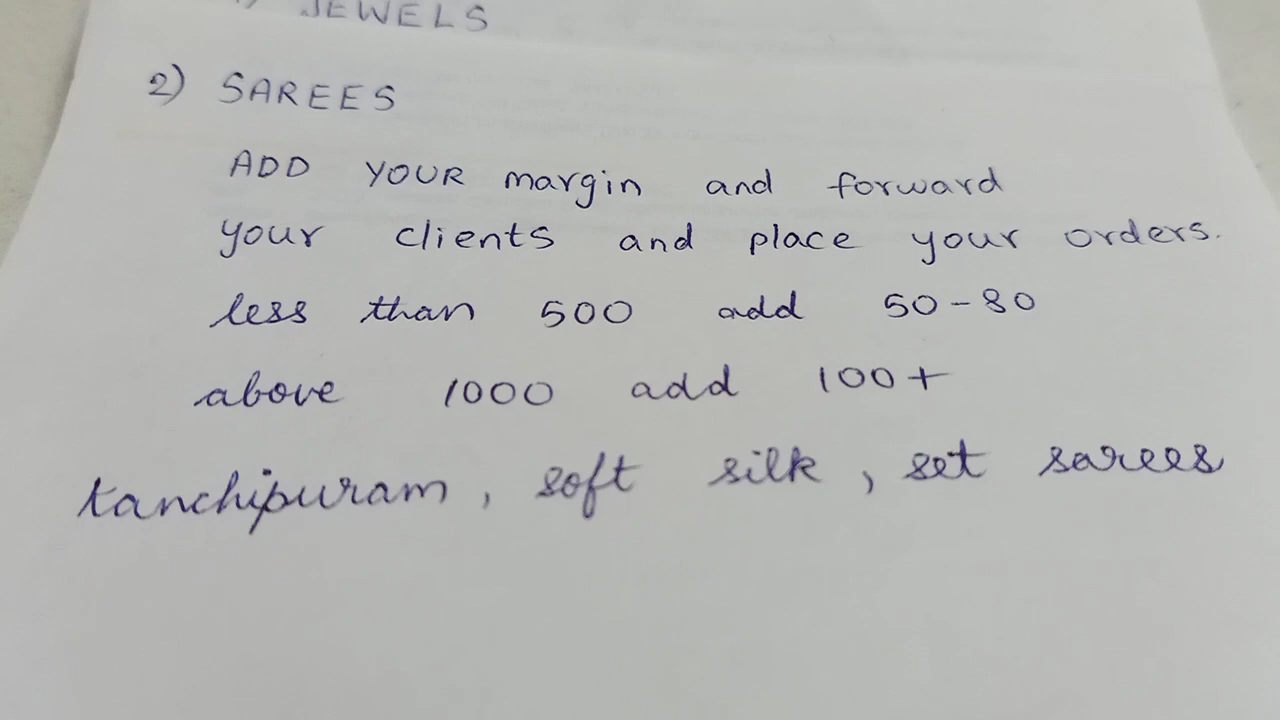 JEWELS
2) SAREES
ADD YOUR margin and forward
your clients and place your orders.
less than 500 add 50-80
above 1000 add 100+
kanchipuram, soft silk, set sarees